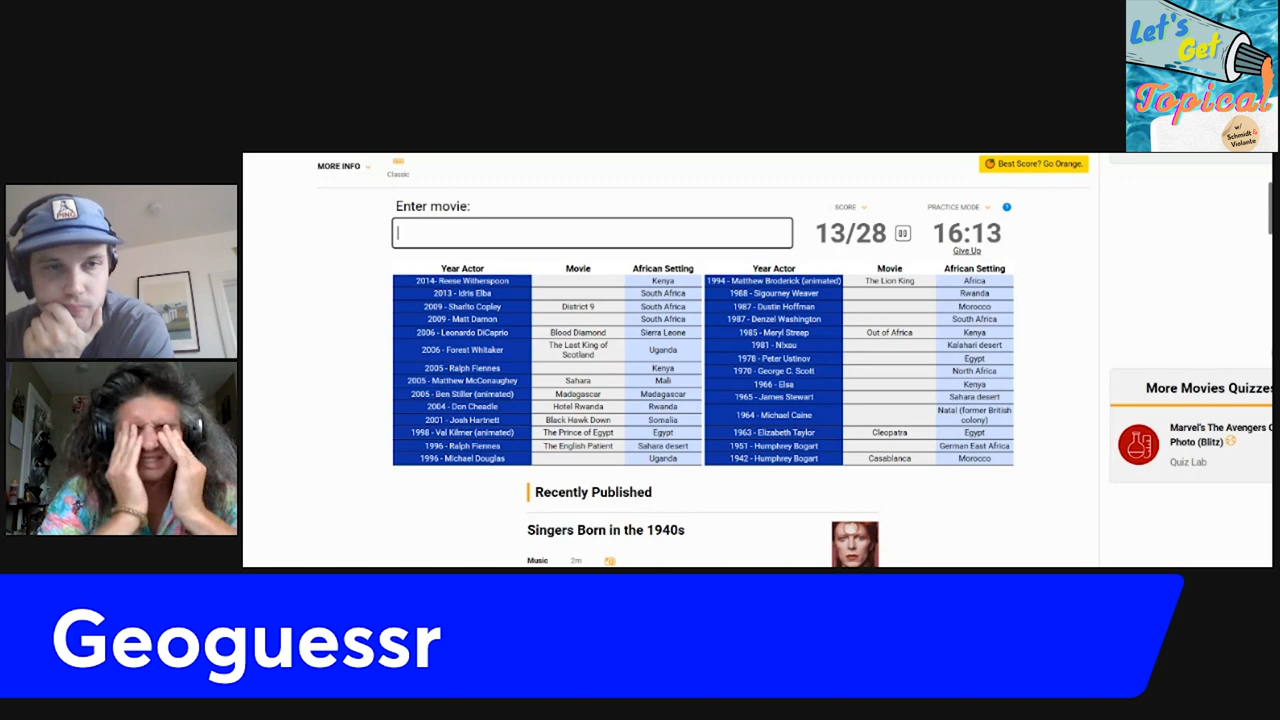 Let's
Get
Topical
w/
Schmidt &
Violante
MORE INFO
Classic
Best Score? Go Orange.
Enter movie:
SCORE
PRACTICE MODE
13/28
16:13
Give Up
Year Actor Movie African Setting
2014- Reese Witherspoon Kenya
2013 - Idris Elba South Africa
2009 - Sharlto Copley District 9 South Africa
2009 - Matt Damon South Africa
2006 - Leonardo DiCaprio Blood Diamond Sierra Leone
2006 - Forest Whitaker The Last King of Scotland Uganda
2005 - Ralph Fiennes Kenya
2005 - Matthew McConaughey Sahara Mali
2005 - Ben Stiller (animated) Madagascar Madagascar
2004 - Don Cheadle Hotel Rwanda Rwanda
2001 - Josh Hartnett Black Hawk Down Somalia
1998 - Val Kilmer (animated) The Prince of Egypt Egypt
1996 - Ralph Fiennes The English Patient Sahara desert
1996 - Michael Douglas Uganda
Year Actor Movie African Setting
1994 - Matthew Broderick (animated) The Lion King Africa
1988 - Sigourney Weaver Rwanda
1987 - Dustin Hoffman Morocco
1987 - Denzel Washington South Africa
1985 - Meryl Streep Out of Africa Kenya
1981 - N!xau Kalahari desert
1978 - Peter Ustinov Egypt
1970 - George C. Scott North Africa
1966 - Elsa Kenya
1965 - James Stewart Sahara desert
1964 - Michael Caine Natal (former British colony)
1963 - Elizabeth Taylor Cleopatra Egypt
1951 - Humphrey Bogart German East Africa
1942 - Humphrey Bogart Casablanca Morocco
Recently Published
Singers Born in the 1940s
Music 2m
More Movies Quizzes
Marvel's The Avengers
Photo (Blitz)
Quiz Lab
Geoguessr